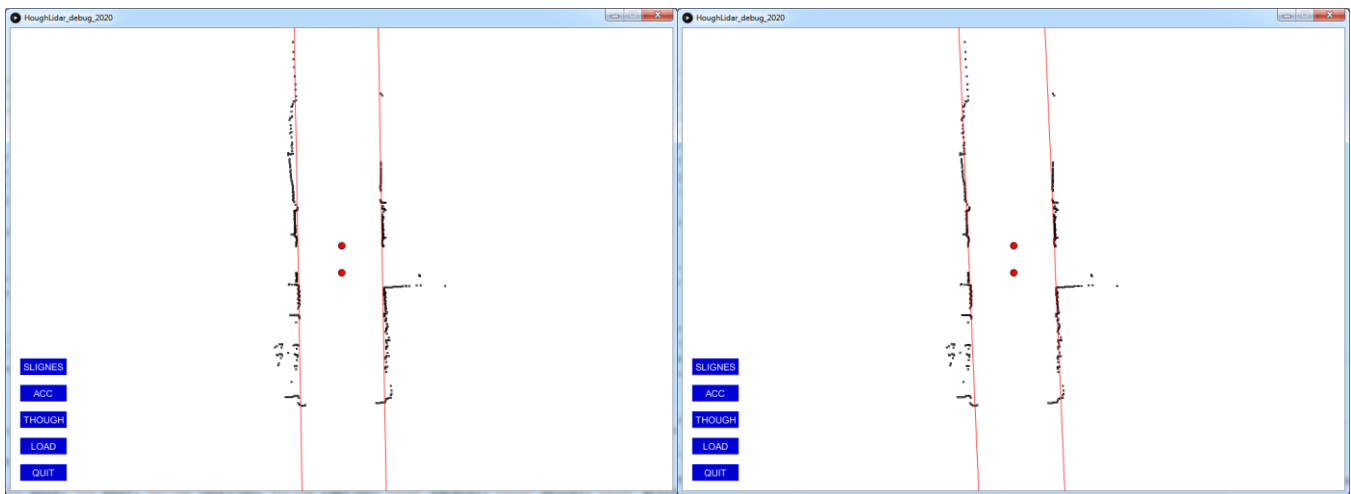 HoughLidar_debug_2020
SLIGNES
ACC
THOUGH
LOAD
QUIT
HoughLidar_debug_2020
SLIGNES
ACC
THOUGH
LOAD
QUIT